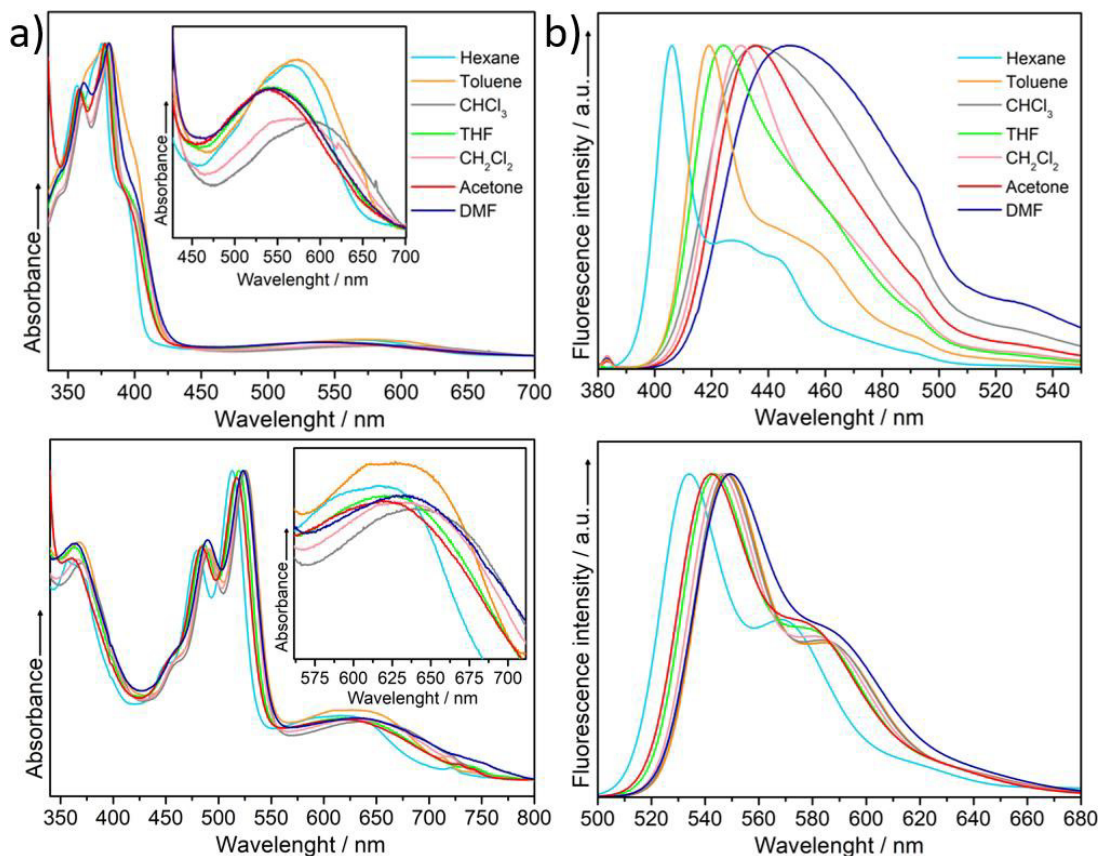 a)
Absorbance
Absorbance
450 500 550 600 650 700
Wavelenght / nm
Hexane
Toluene
CHCl₃
THF
CH₂Cl₂
Acetone
DMF
350 400 450 500 550 600 650 700
Wavelenght / nm
b)
Fluorescence intensity / a.u.
Hexane
Toluene
CHCl₃
THF
CH₂Cl₂
Acetone
DMF
380 400 420 440 460 480 500 520 540
Wavelenght / nm
Absorbance
Absorbance
575 600 625 650 675 700
Wavelenght / nm
350 400 450 500 550 600 650 700 750 800
Wavelenght / nm
Fluorescence intensity / a.u.
500 520 540 560 580 600 620 640 660 680
Wavelenght / nm